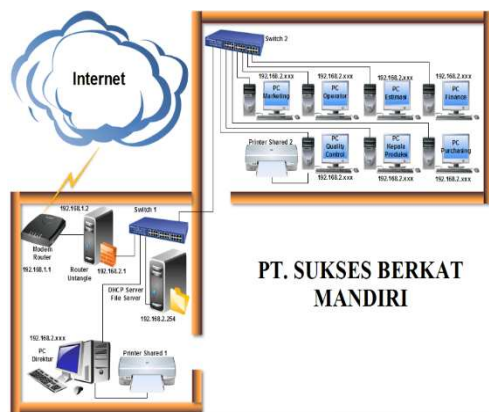 Internet
Switch 2
192.168.2.xxx
192.168.2.xxx
192.168.2.xxx
192.168.2.xxx
PC
Marketing
PC
Operator
PC
Estimasi
PC
Finance
Printer Shared 2
PC
Quality
Control
PC
Kepala
Produksi
PC
Purchasing
192.168.2.xxx
192.168.2.xxx
192.168.2.xxx
192.168.1.2
Switch 1
Modem
Router
192.168.1.1
Router
Untangle
192.168.2.1
DHCP Server
File Server
192.168.2.254
192.168.2.xxx
PC
Direktur
Printer Shared 1
PT. SUKSES BERKAT
MANDIRI